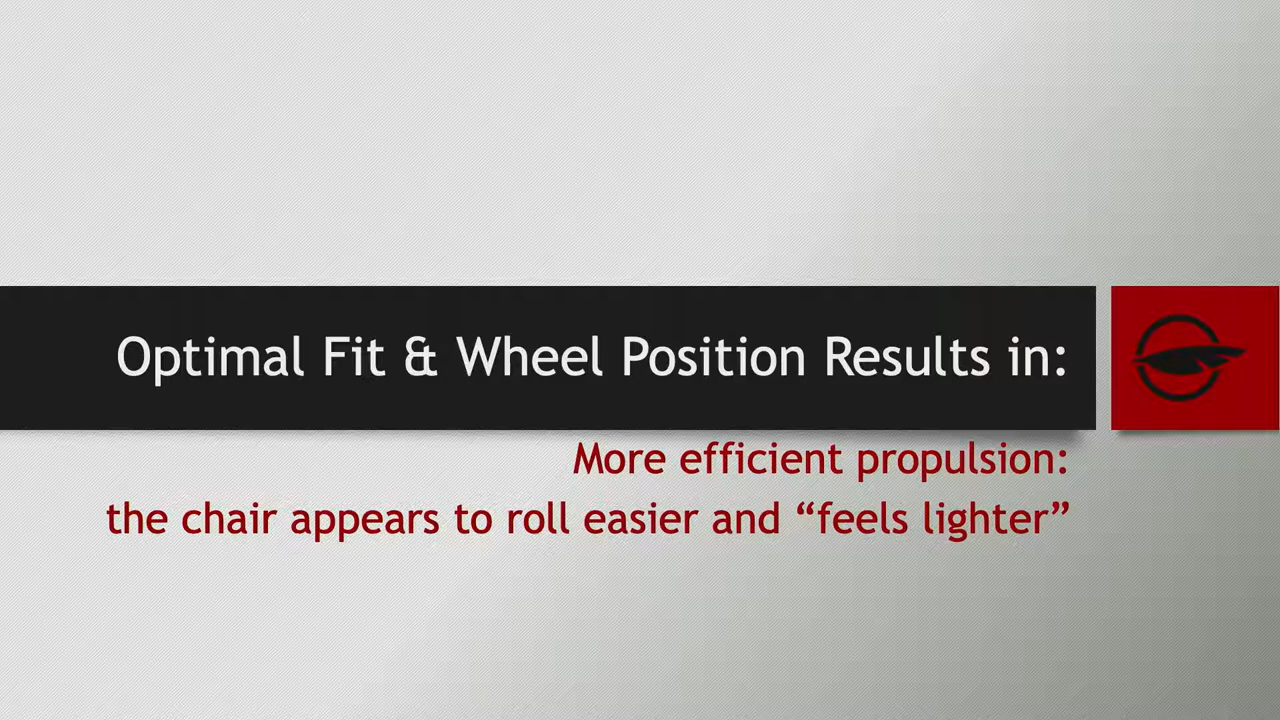 Optimal Fit & Wheel Position Results in:
More efficient propulsion:
the chair appears to roll easier and “feels lighter”